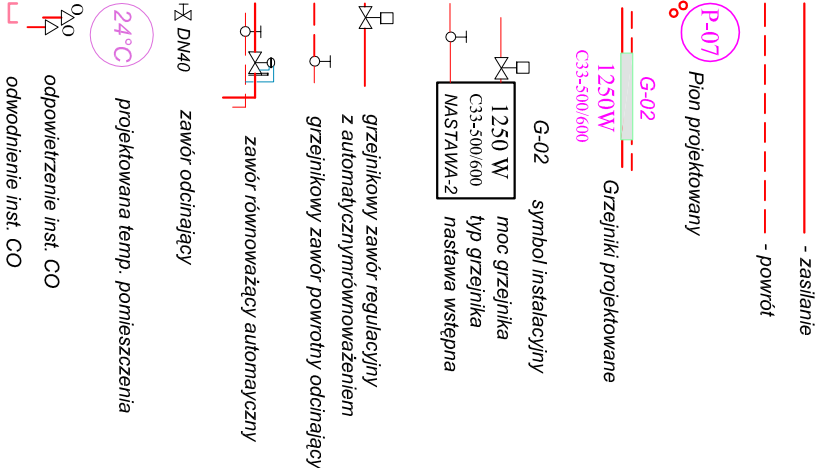 - zasilanie
- powrót
P-07
Pion projektowany
G-02
1250W
C33-500/600
Grzejniki projektowane
G-02 symbol instalacyjny
1250 W moc grzejnika
C33-500/600 typ grzejnika
NASTAWA-2 nastawa wstępna
grzejnikowy zawór regulacyjny
z automatycznymrównoważeniem
grzejnikowy zawór powrotny odcinający
zawór równoważący automayczny
DN40 zawór odcinający
24°C projektowana temp. pomieszczenia
odpowietrzenie inst. CO
odwodnienie inst. CO